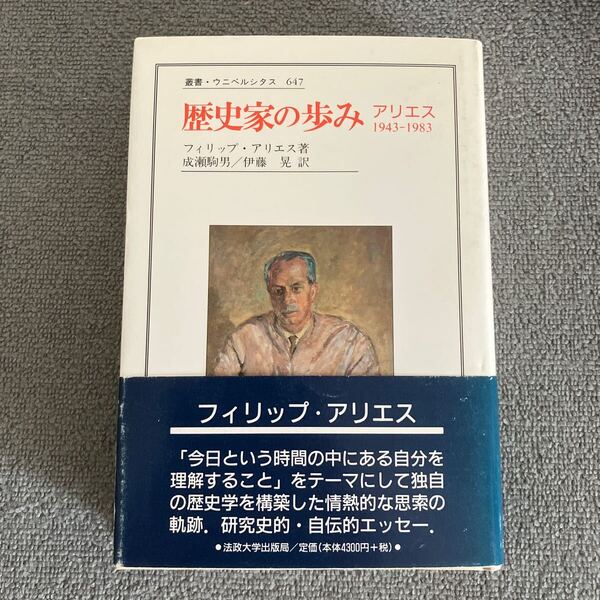 叢書・ウニベルシタス 647
歴史家の歩み アリエス
1943-1983
フィリップ・アリエス著
成瀬駒男／伊藤 晃 訳
フィリップ・アリエス
「今日という時間の中にある自分を
理解すること」をテーマにして独自
の歴史学を構築した情熱的な思索の
軌跡．研究史的・自伝的エッセー．
●法政大学出版局／定価(本体4300円+税)●